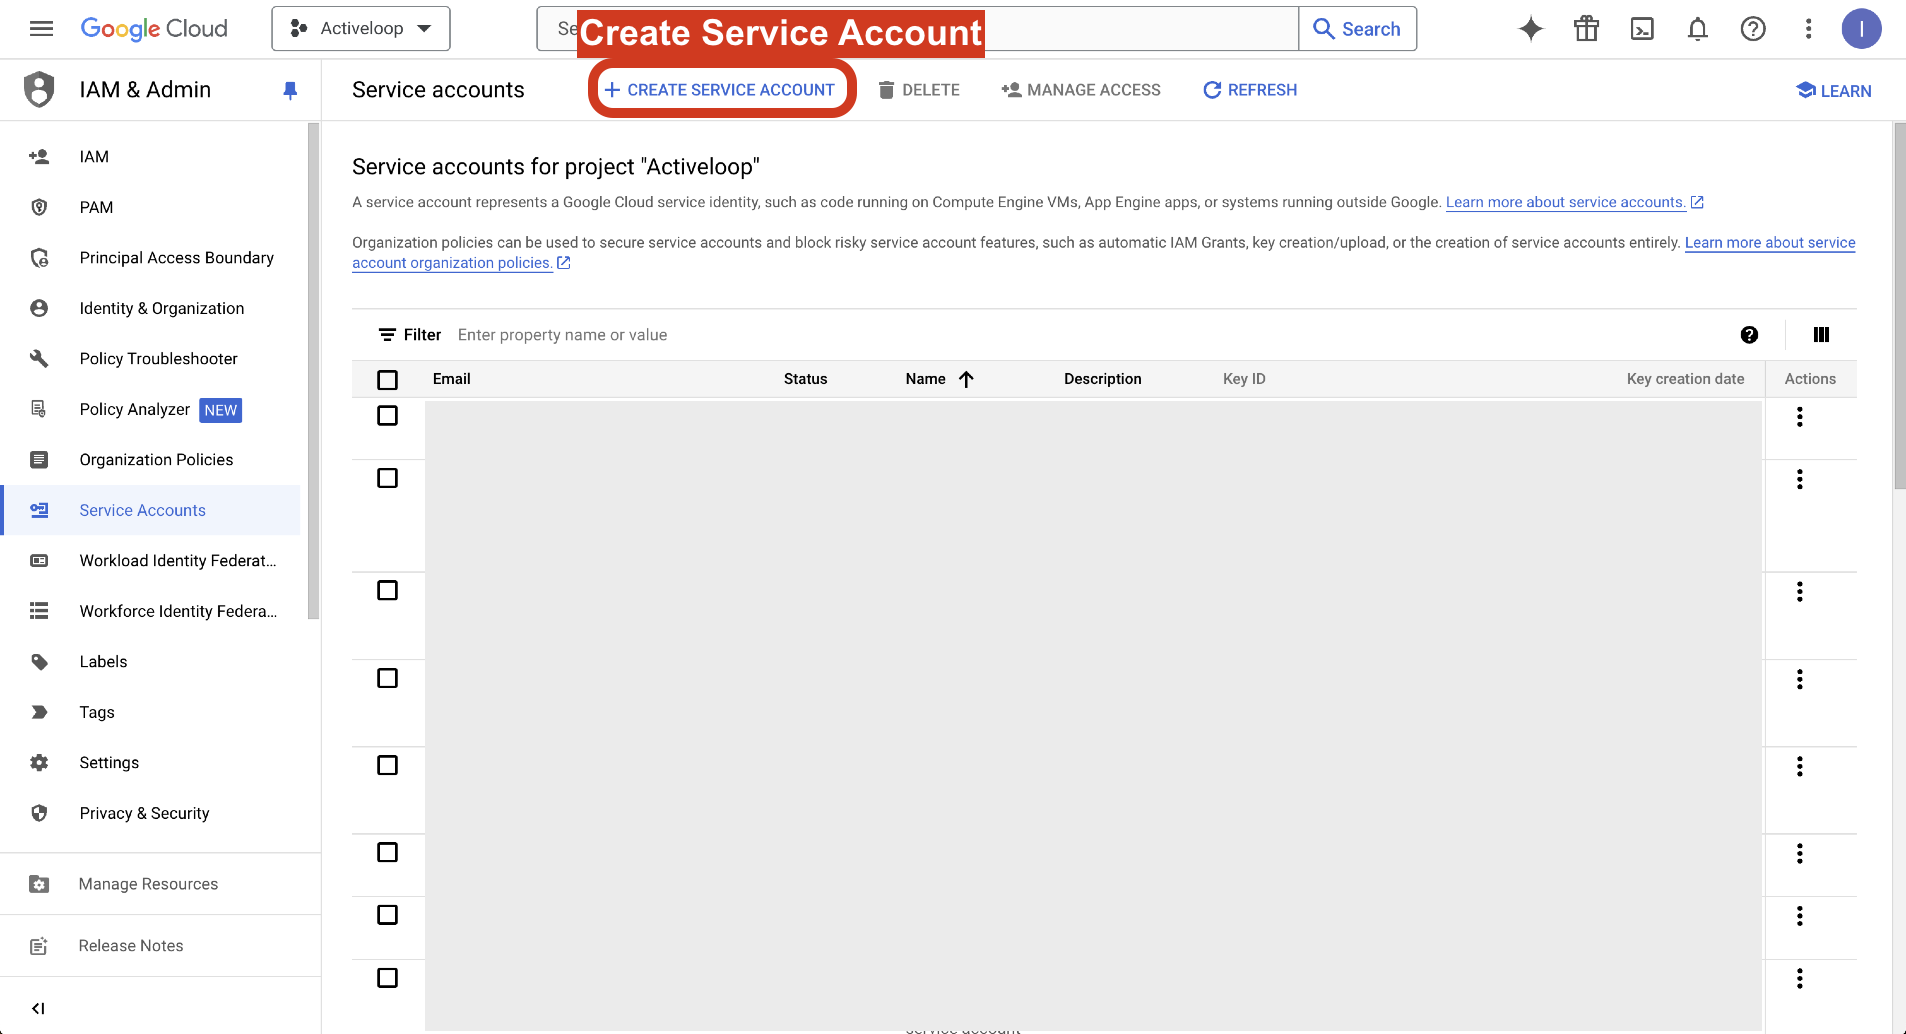 Google Cloud
Activeloop
Se
Create Service Account
Search
I
IAM & Admin
Service accounts
CREATE SERVICE ACCOUNT
DELETE
MANAGE ACCESS
REFRESH
LEARN
IAM
PAM
Principal Access Boundary
Identity & Organization
Policy Troubleshooter
Policy Analyzer NEW
Organization Policies
Service Accounts
Workload Identity Federat...
Workforce Identity Federa...
Labels
Tags
Settings
Privacy & Security
Manage Resources
Release Notes
Service accounts for project "Activeloop"
A service account represents a Google Cloud service identity, such as code running on Compute Engine VMs, App Engine apps, or systems running outside Google. Learn more about service accounts.
Organization policies can be used to secure service accounts and block risky service account features, such as automatic IAM Grants, key creation/upload, or the creation of service accounts entirely. Learn more about service
account organization policies.
Filter Enter property name or value
Email Status Name Description Key ID Key creation date Actions
service account